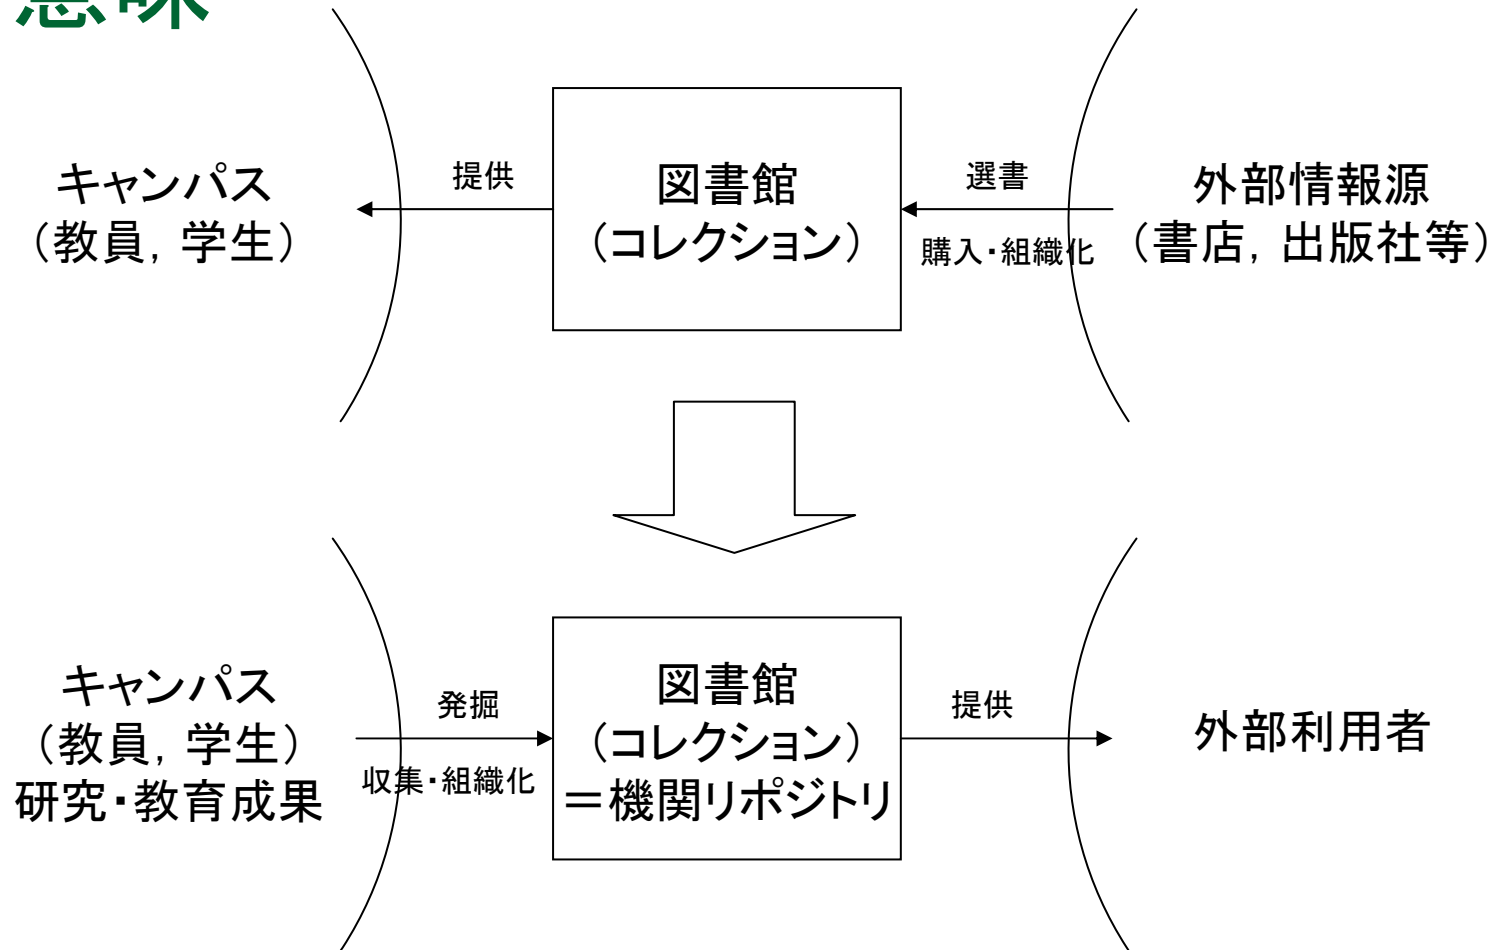 意味
キャンパス
（教員，学生）
提供
図書館
（コレクション）
選書
購入・組織化
外部情報源
（書店，出版社等）
キャンパス
（教員，学生）
研究・教育成果
発掘
収集・組織化
図書館
（コレクション）
＝機関リポジトリ
提供
外部利用者